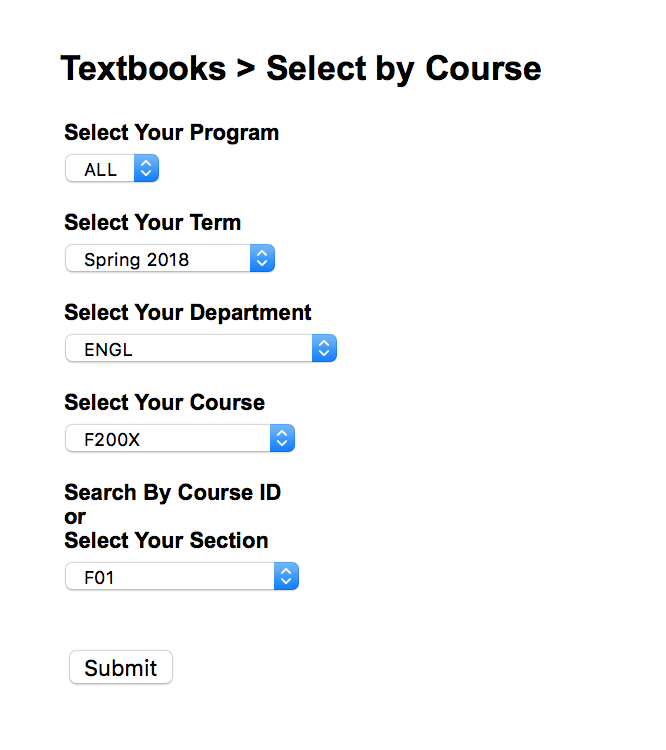 Textbooks > Select by Course
Select Your Program
ALL
Select Your Term
Spring 2018
Select Your Department
ENGL
Select Your Course
F200X
Search By Course ID
or
Select Your Section
F01
Submit